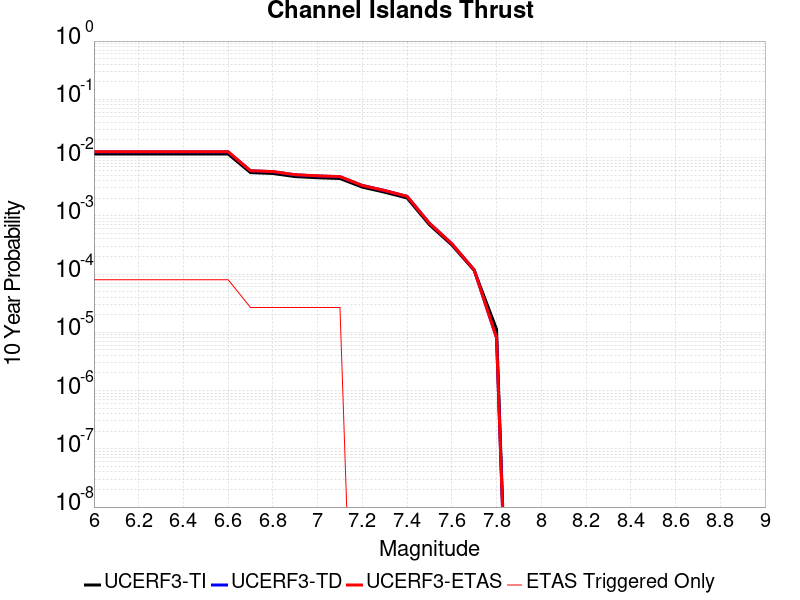 Channel Islands Thrust
10 0
10 -1
10 -2
10 -3
10 -4
10 -5
10 -6
10 -7
10 -8
10 Year Probability
6 6.2 6.4 6.6 6.8 7 7.2 7.4 7.6 7.8 8 8.2 8.4 8.6 8.8 9
Magnitude
UCERF3-TI UCERF3-TD UCERF3-ETAS ETAS Triggered Only